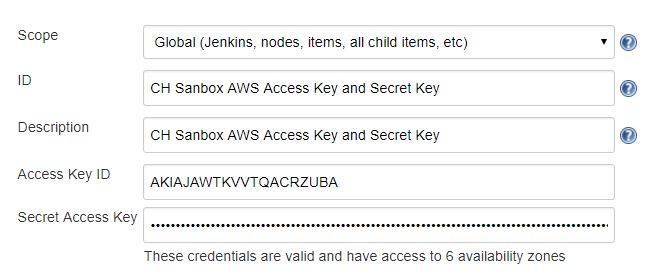 Scope
Global (Jenkins, nodes, items, all child items, etc)
ID
CH Sanbox AWS Access Key and Secret Key
Description
CH Sanbox AWS Access Key and Secret Key
Access Key ID
AKIAJAWTKVVTQACRZUBA
Secret Access Key
These credentials are valid and have access to 6 availability zones